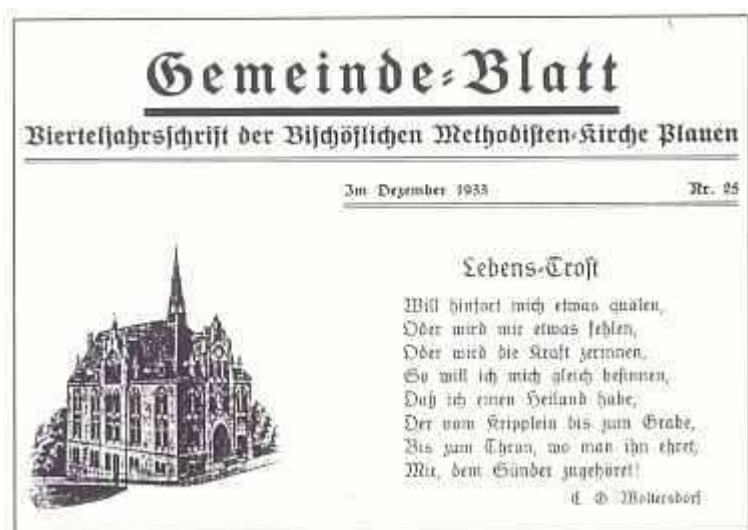 Gemeinde-Blatt
Vierteljahrsschrift der Bischöflichen Methodisten-Kirche Plauen
Im Dezember 1933
Nr. 25
Lebens-Trost
Will hinfort mich etwas quälen,
Oder wird mir etwas fehlen,
Oder wird die Kraft zerrinnen,
So will ich mich gleich besinnen,
Daß ich einen Heiland habe,
Der vom Kripplein bis zum Grabe,
Bis zum Thron, wo man ihn ehret,
Mir, dem Sünder zugehöret!
E G Woltersdorf